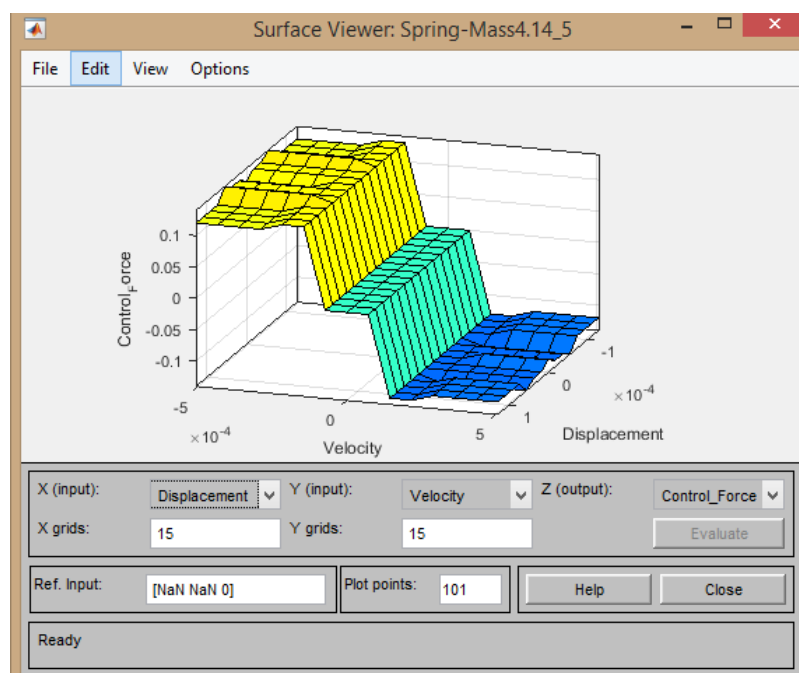 Surface Viewer: Spring-Mass4.14_5
File Edit View Options
0.1
0.05
0
-0.05
-0.1
Control_Force
-5
0
5
×10^-4
Velocity
-1
0
1
×10^-4
Displacement
X (input): Displacement Y (input): Velocity Z (output): Control_Force
X grids: 15 Y grids: 15 Evaluate
Ref. Input: [NaN NaN 0] Plot points: 101 Help Close
Ready